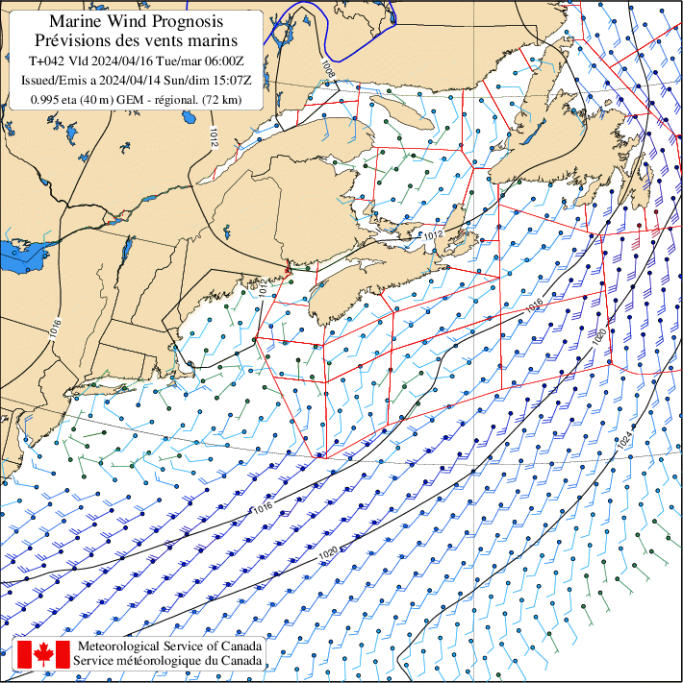 Marine Wind Prognosis
Prévisions des vents marins
T+042 Vld 2024/04/16 Tue/mar 06:00Z
Issued/Emis a 2024/04/14 Sun/dim 15:07Z
0.995 eta (40 m) GEM - régional. (72 km)
1008
1012
1012
1012
1016
1016
1020
1024
1016
1020
Meteorological Service of Canada
Service météorologique du Canada